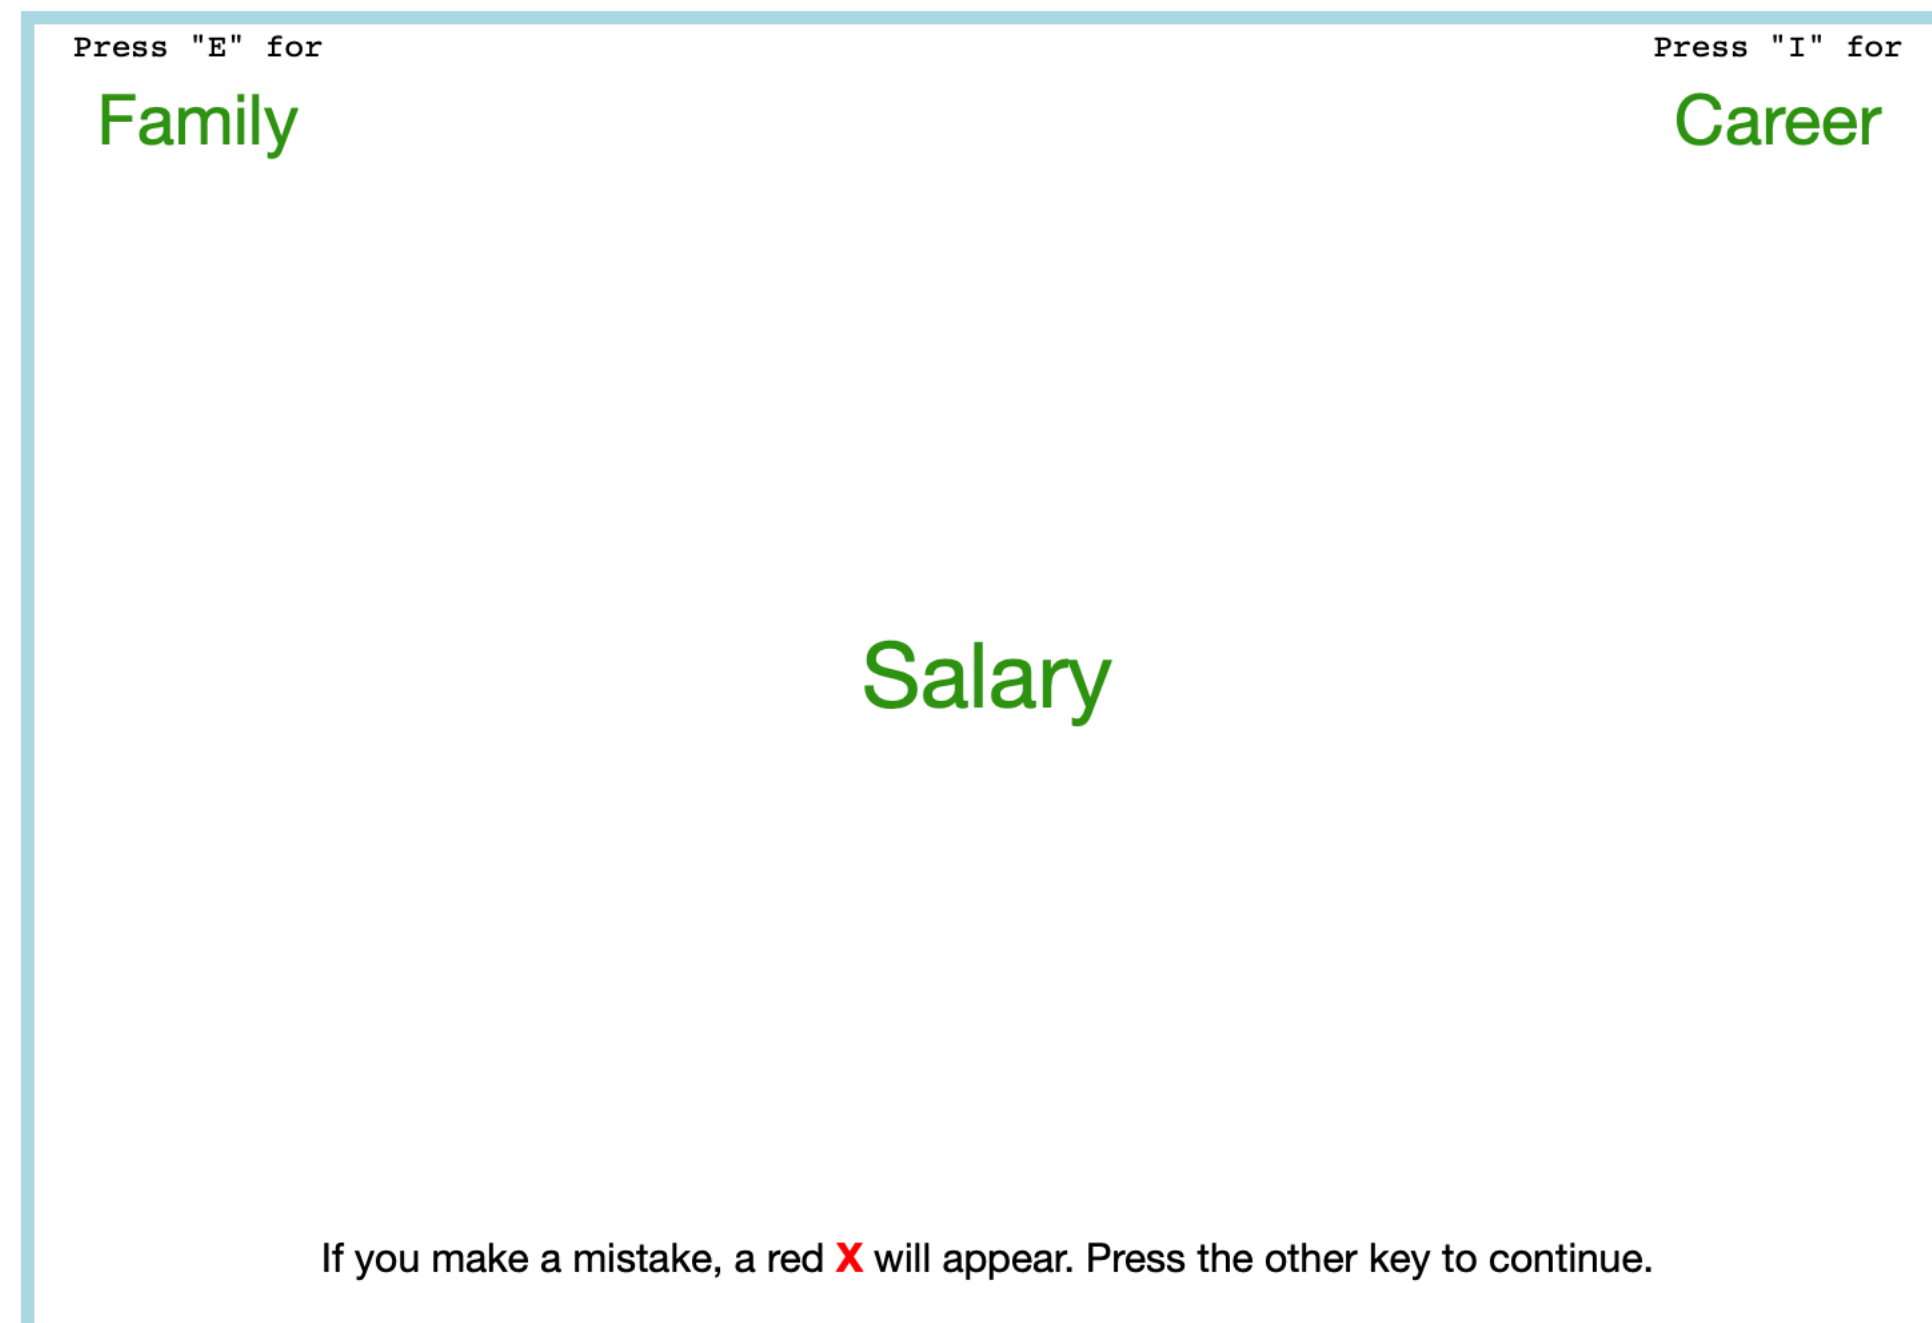 Press "E" for
Family
Press "I" for
Career
Salary
If you make a mistake, a red X will appear. Press the other key to continue.